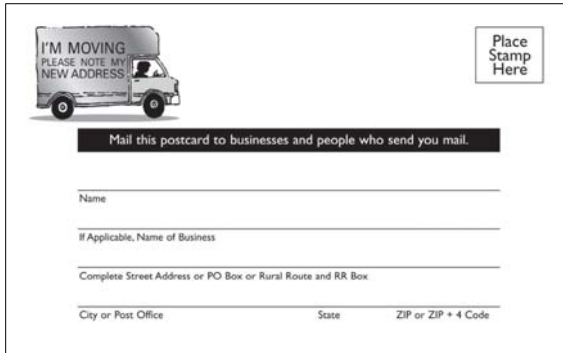 I'M MOVING
PLEASE NOTE MY
NEW ADDRESS
Place
Stamp
Here
Mail this postcard to businesses and people who send you mail.
Name
If Applicable, Name of Business
Complete Street Address or PO Box or Rural Route and RR Box
City or Post Office State ZIP or ZIP + 4 Code